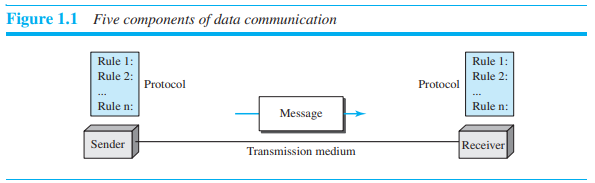 Figure 1.1 Five components of data communication
Rule 1:
Rule 2:
...
Rule n:
Protocol
Message
Protocol
Rule 1:
Rule 2:
...
Rule n:
Sender
Transmission medium
Receiver